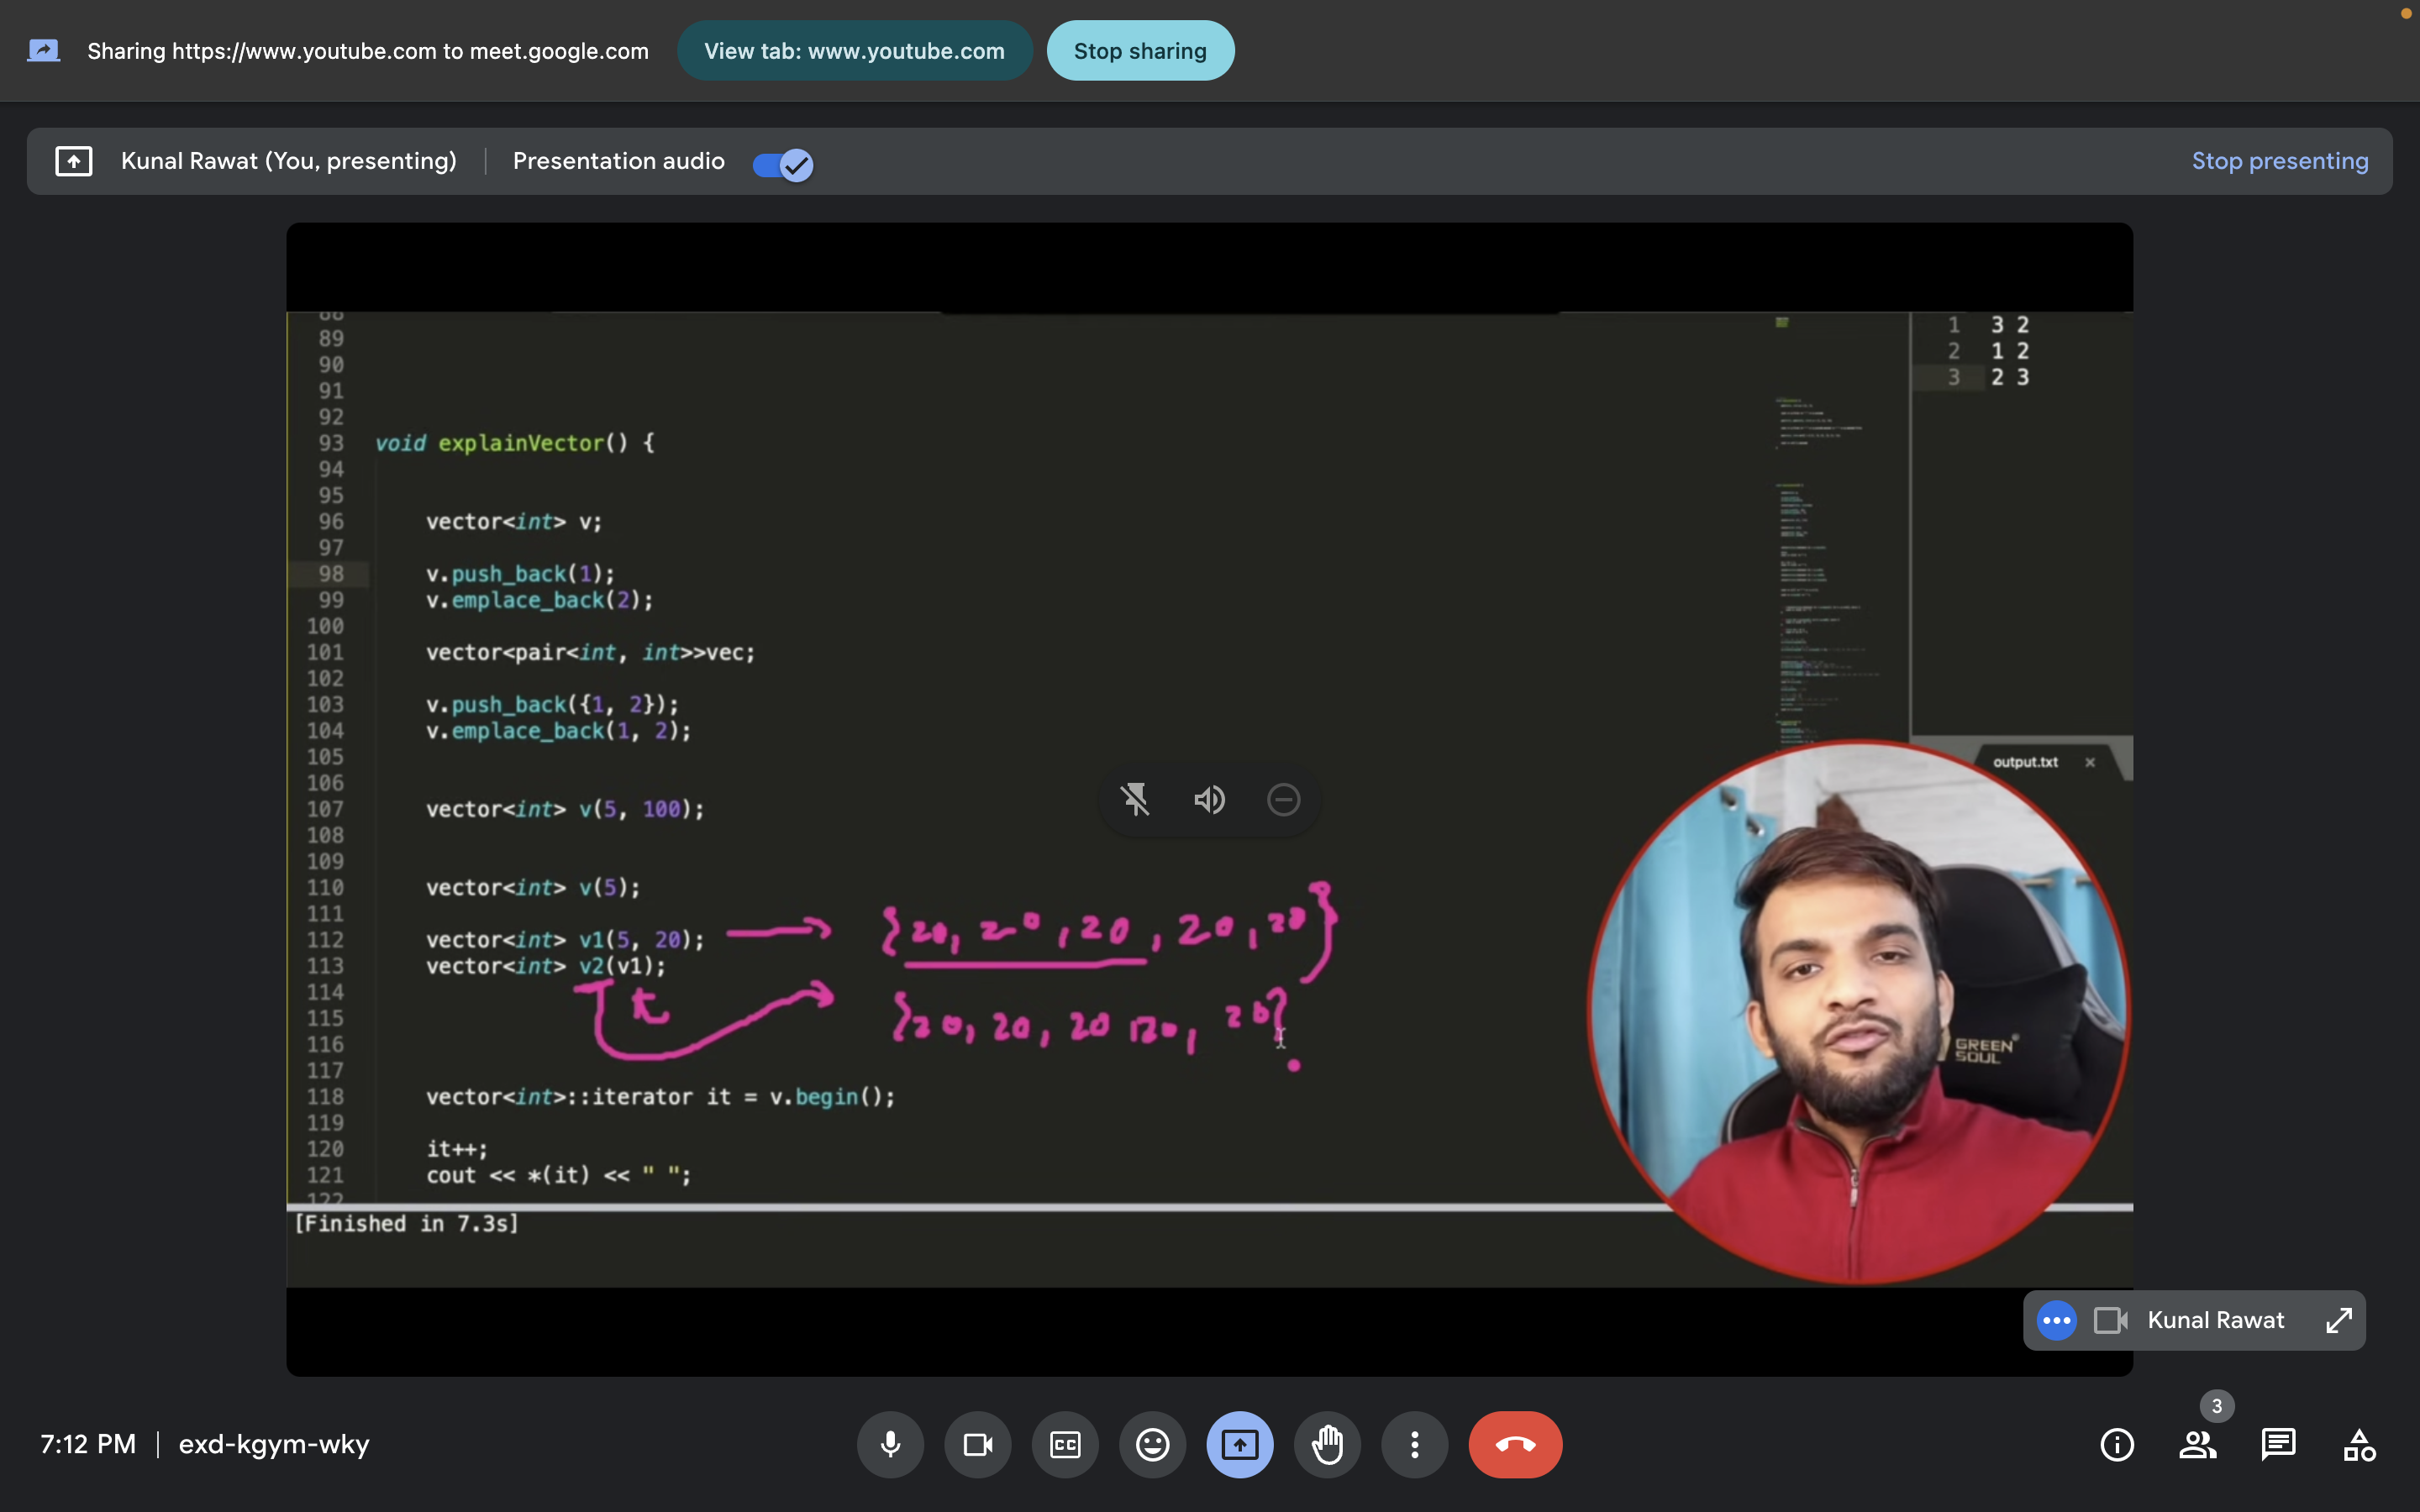 Sharing https://www.youtube.com to meet.google.com View tab: www.youtube.com Stop sharing
Kunal Rawat (You, presenting) Presentation audio Stop presenting
88
89
90
91
92
93 void explainVector() {
94
95
96 vector<int> v;
97
98 v.push_back(1);
99 v.emplace_back(2);
100
101 vector<pair<int, int>>vec;
102
103 v.push_back({1, 2});
104 v.emplace_back(1, 2);
105
106
107 vector<int> v(5, 100);
108
109
110 vector<int> v(5);
111
112 vector<int> v1(5, 20);
113 vector<int> v2(v1);
114
115
116
117
118 vector<int>::iterator it = v.begin();
119
120 it++;
121 cout << *(it) << " ";
122
{20, 20, 20, 20, 20}
{20, 20, 20 120, 20}
[Finished in 7.3s]
1 3 2
2 1 2
3 2 3
output.txt ×
GREEN
SOUL
Kunal Rawat
7:12 PM | exd-kgym-wky
CC
3